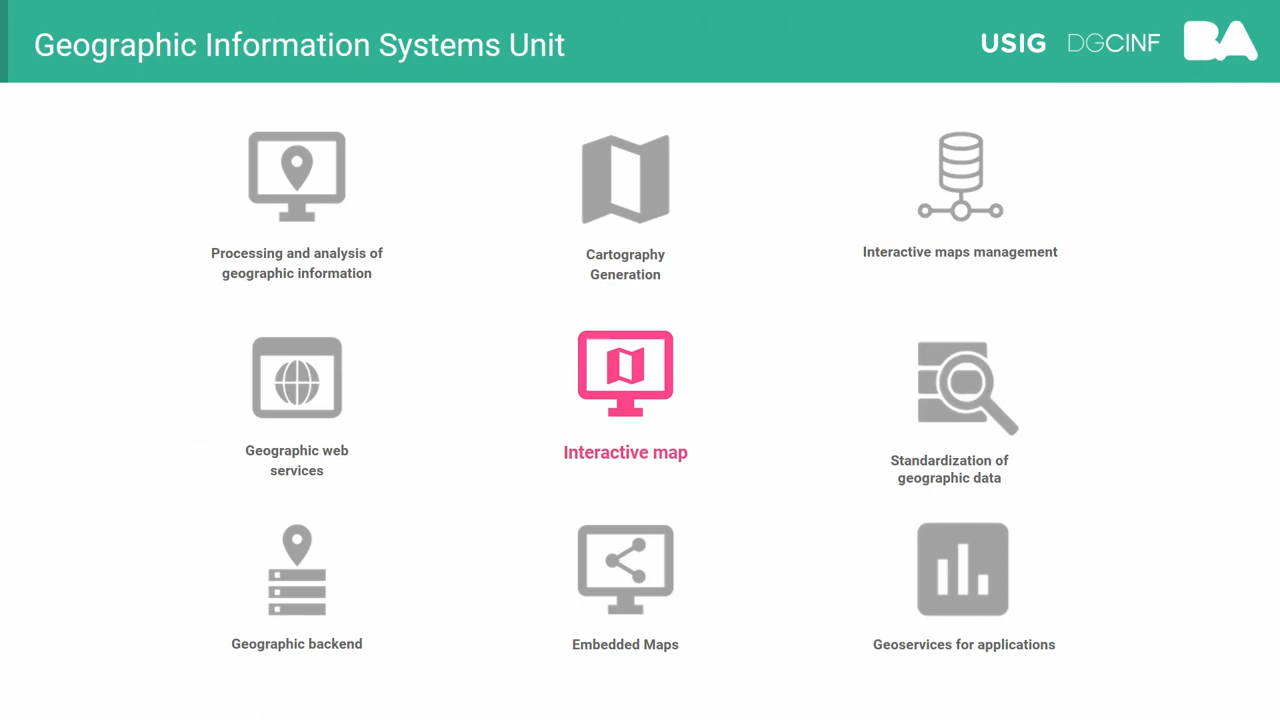 Geographic Information Systems Unit
USIG DGCINF BA
Processing and analysis of
geographic information
Cartography
Generation
Interactive maps management
Geographic web
services
Interactive map
Standardization of
geographic data
Geographic backend
Embedded Maps
Geoservices for applications